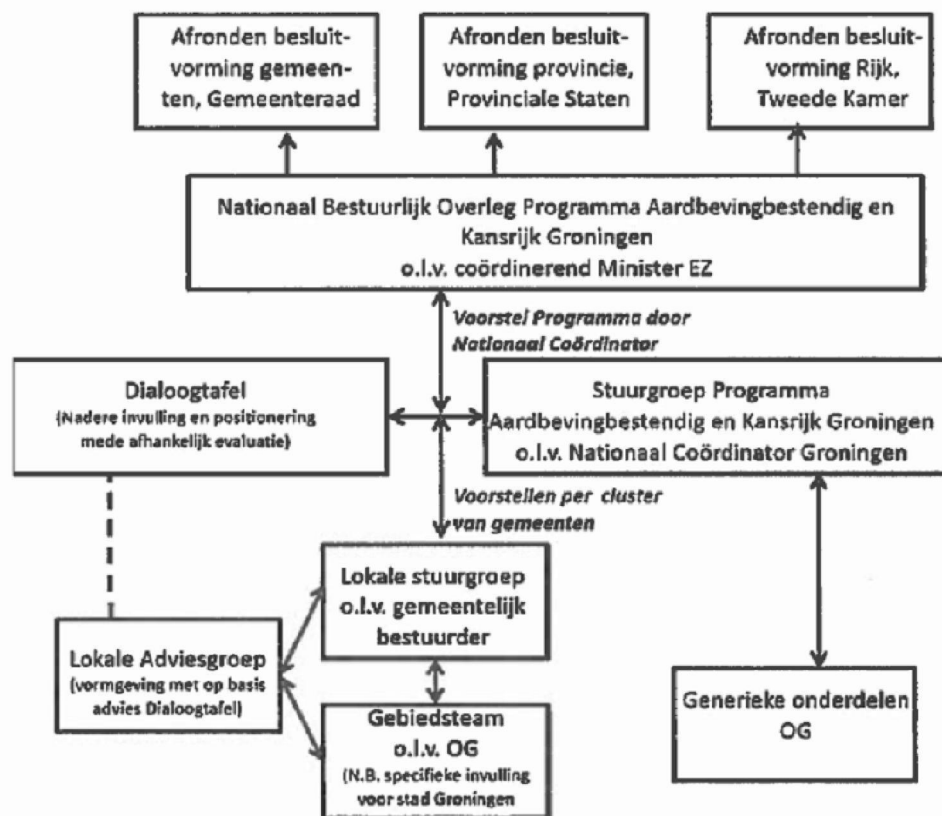 Afronden besluit-
vorming gemeen-
ten, Gemeenteraad
Afronden besluit-
vorming provincie,
Provinciale Staten
Afronden besluit-
vorming Rijk,
Tweede Kamer
Nationaal Bestuurlijk Overleg Programma Aardbevingbestendig en
Kansrijk Groningen
o.l.v. coördinerend Minister EZ
Voorstel Programma door
Nationaal Coördinator
Dialoogtafel
(Nadere invulling en positionering
mede afhankelijk evaluatie)
Stuurgroep Programma
Aardbevingbestendig en Kansrijk Groningen
o.l.v. Nationaal Coördinator Groningen
Voorstellen per cluster
van gemeenten
Lokale stuurgroep
o.l.v. gemeentelijk
bestuurder
Lokale Adviesgroep
(vormgeving met op basis
advies Dialoogtafel)
Gebiedsteam
o.l.v. OG
(N.B. specifieke invulling
voor stad Groningen
Generieke onderdelen
OG